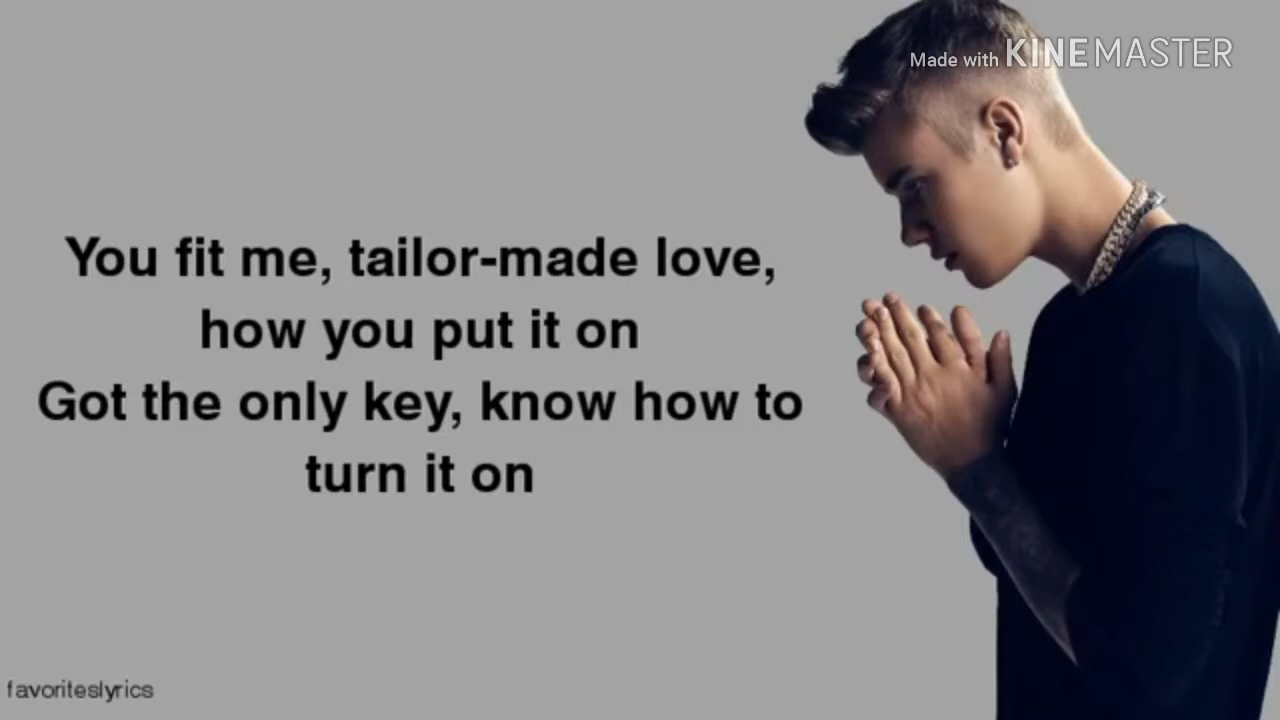 Made with KINEMASTER
You fit me, tailor-made love,
how you put it on
Got the only key, know how to
turn it on
favoriteslyrics